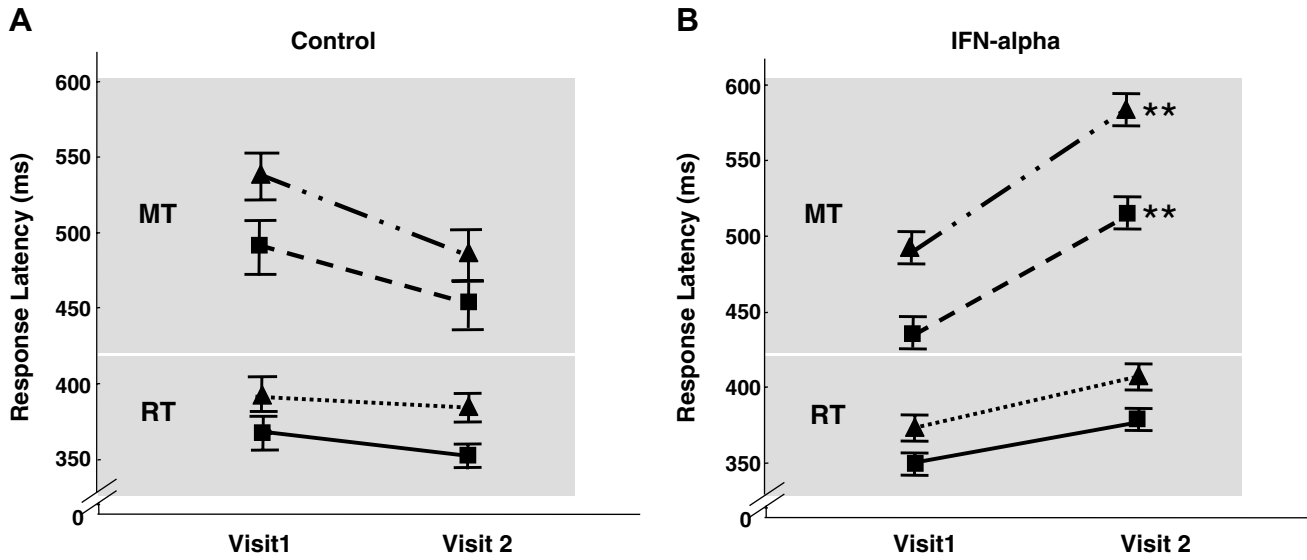 A
Control
Response Latency (ms)
600
550
500
450
400
350
0
MT
RT
Visit1 Visit 2
B
IFN-alpha
Response Latency (ms)
600
550
500
450
400
350
0
MT
**
**
RT
Visit1 Visit 2